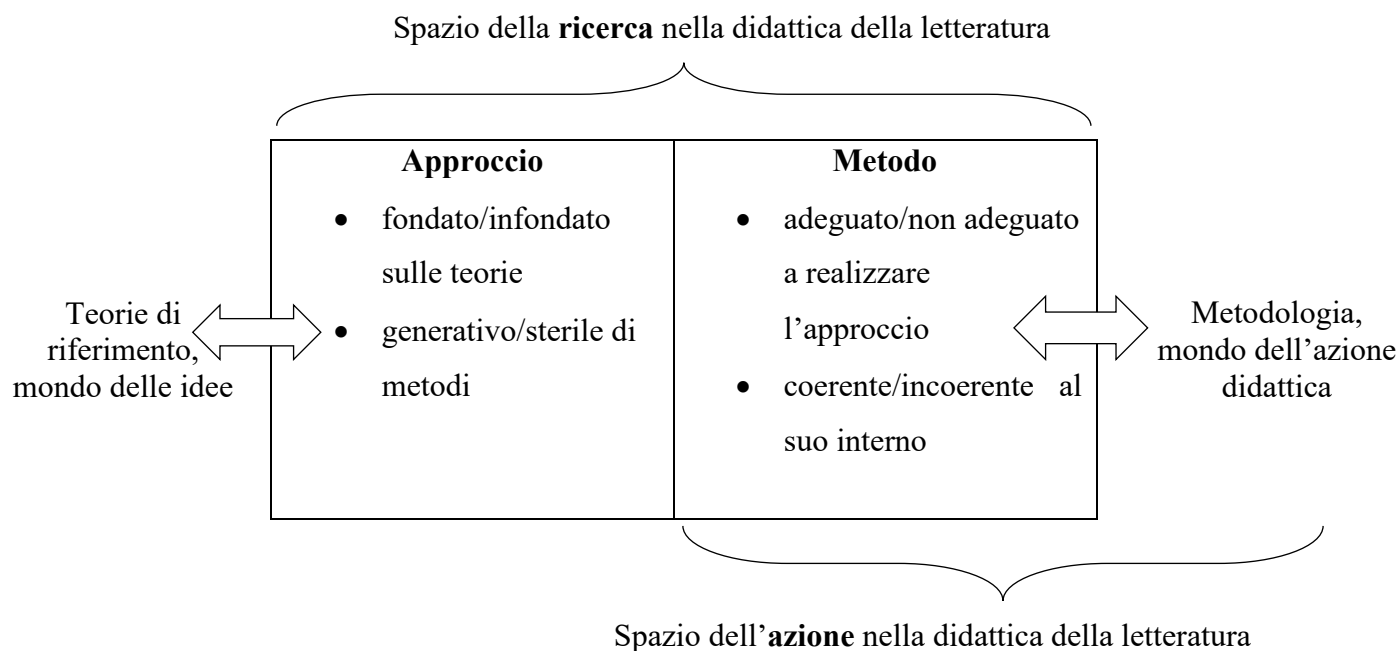 Spazio della ricerca nella didattica della letteratura
Approccio
• fondato/infondato
sulle teorie
• generativo/sterile di
metodi
Metodo
• adeguato/non adeguato
a realizzare
l’approccio
• coerente/incoerente al
suo interno
Teorie di
riferimento,
mondo delle idee
Metodologia,
mondo dell’azione
didattica
Spazio dell’azione nella didattica della letteratura